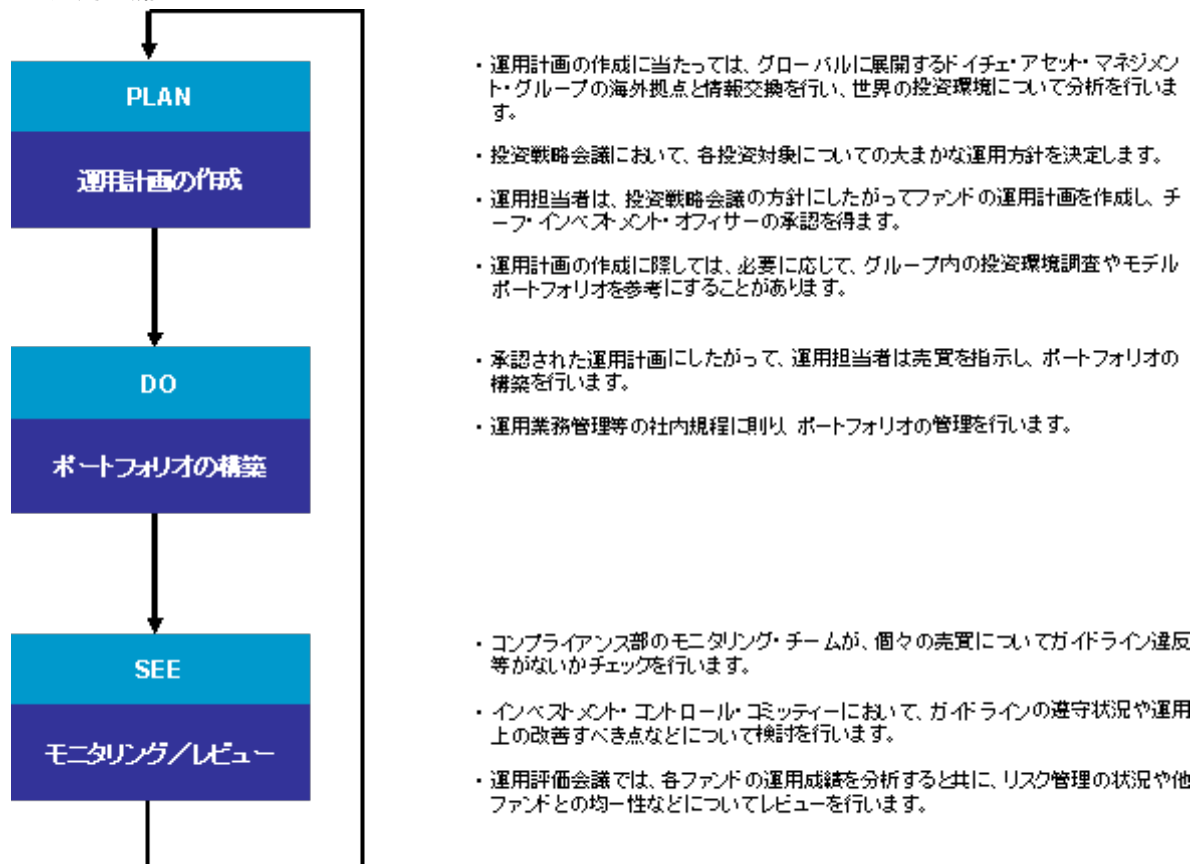 PLAN
運用計画の作成
・運用計画の作成に当たっては、グローバルに展開するドイチェ・アセット・マネジメン
ト・グループの海外拠点と情報交換を行い、世界の投資環境について分析を行いま
す。
・投資戦略会議において、各投資対象についての大まかな運用方針を決定します。
・運用担当者は、投資戦略会議の方針にしたがってファンドの運用計画を作成し、チ
ーフ・インベストメント・オフィサーの承認を得ます。
・運用計画の作成に際しては、必要に応じて、グループ内の投資環境調査やモデル
ポートフォリオを参考にすることがあります。
DO
ポートフォリオの構築
・承認された運用計画にしたがって、運用担当者は売買を指示し、ポートフォリオの
構築を行います。
・運用業務管理等の社内規程に則り、ポートフォリオの管理を行います。
SEE
モニタリング／レビュー
・コンプライアンス部のモニタリング・チームが、個々の売買についてガイドライン違反
等がないかチェックを行います。
・インベストメント・コントロール・コミッティーにおいて、ガイドラインの遵守状況や運用
上の改善すべき点などについて検討を行います。
・運用評価会議では、各ファンドの運用成績を分析すると共に、リスク管理の状況や他
ファンドとの均一性などについてレビューを行います。